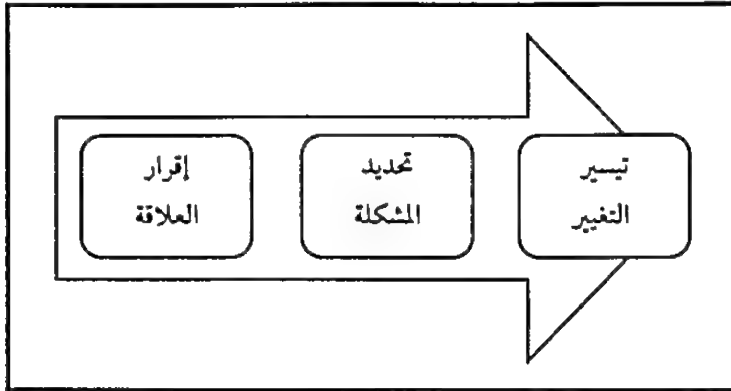 إقرار
العلاقة
تحديد
المشكلة
تيسير
التغيير